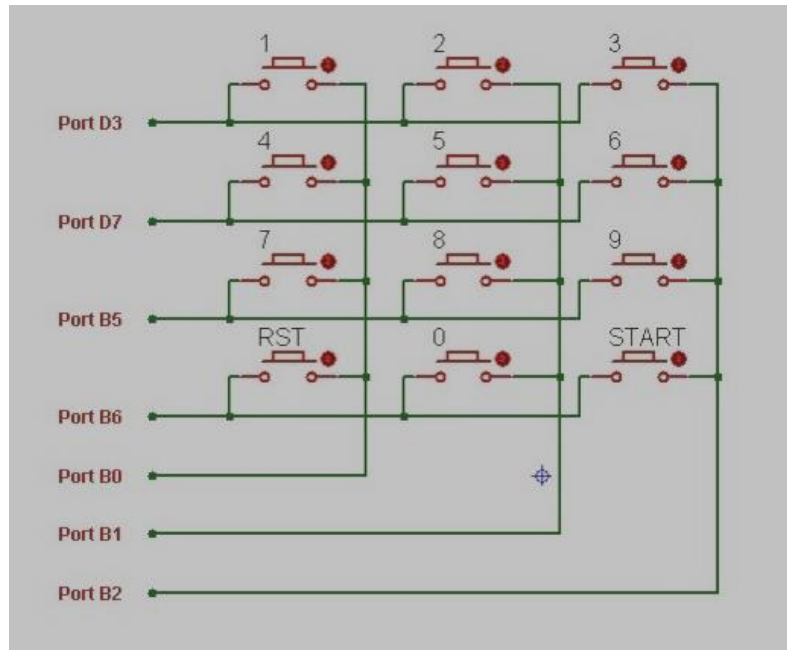 1 2 3
Port D3
4 5 6
Port D7
7 8 9
Port B5
RST 0 START
Port B6
Port B0
Port B1
Port B2